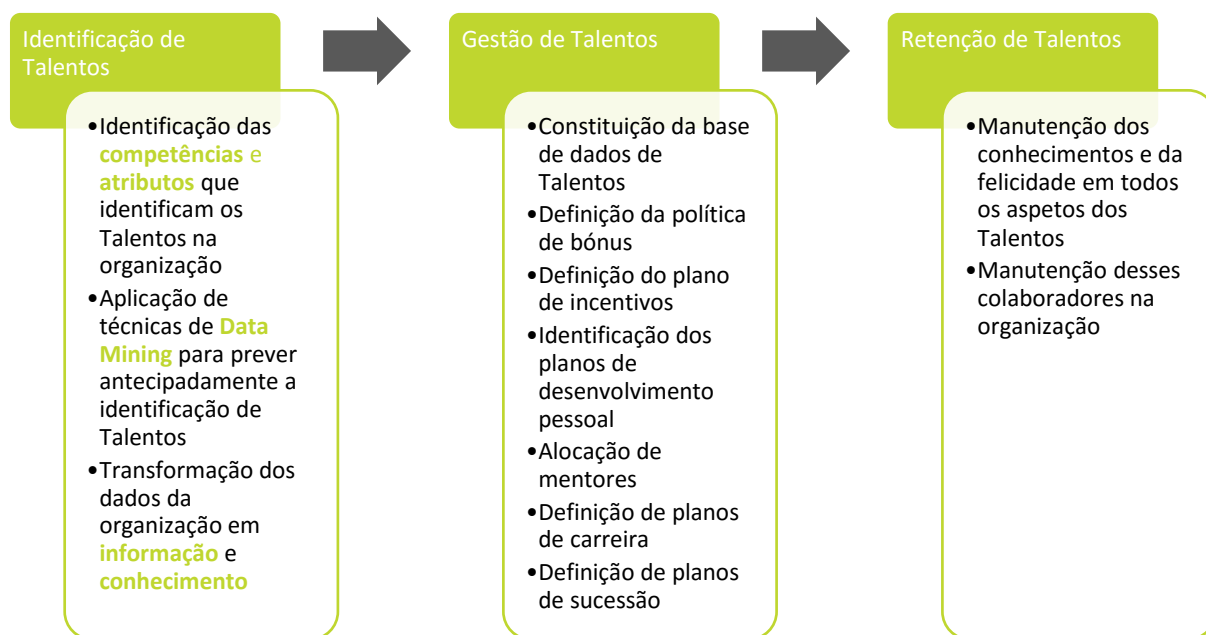 Identificação de
Talentos
•Identificação das
competências e
atributos que
identificam os
Talentos na
organização
•Aplicação de
técnicas de Data
Mining para prever
antecipadamente a
identificação de
Talentos
•Transformação dos
dados da
organização em
informação e
conhecimento
Gestão de Talentos
•Constituição da base
de dados de
Talentos
•Definição da política
de bónus
•Definição do plano
de incentivos
•Identificação dos
planos de
desenvolvimento
pessoal
•Alocação de
mentores
•Definição de planos
de carreira
•Definição de planos
de sucessão
Retenção de Talentos
•Manutenção dos
conhecimentos e da
felicidade em todos
os aspetos dos
Talentos
•Manutenção desses
colaboradores na
organização